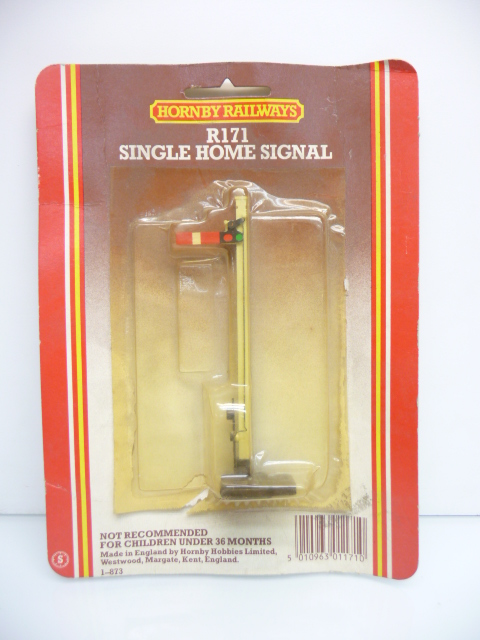 HORNBY RAILWAYS
R171
SINGLE HOME SIGNAL
NOT RECOMMENDED
FOR CHILDREN UNDER 36 MONTHS
Made in England by Hornby Hobbies Limited,
Westwood, Margate, Kent, England.
1-873
S
5 010963 011710